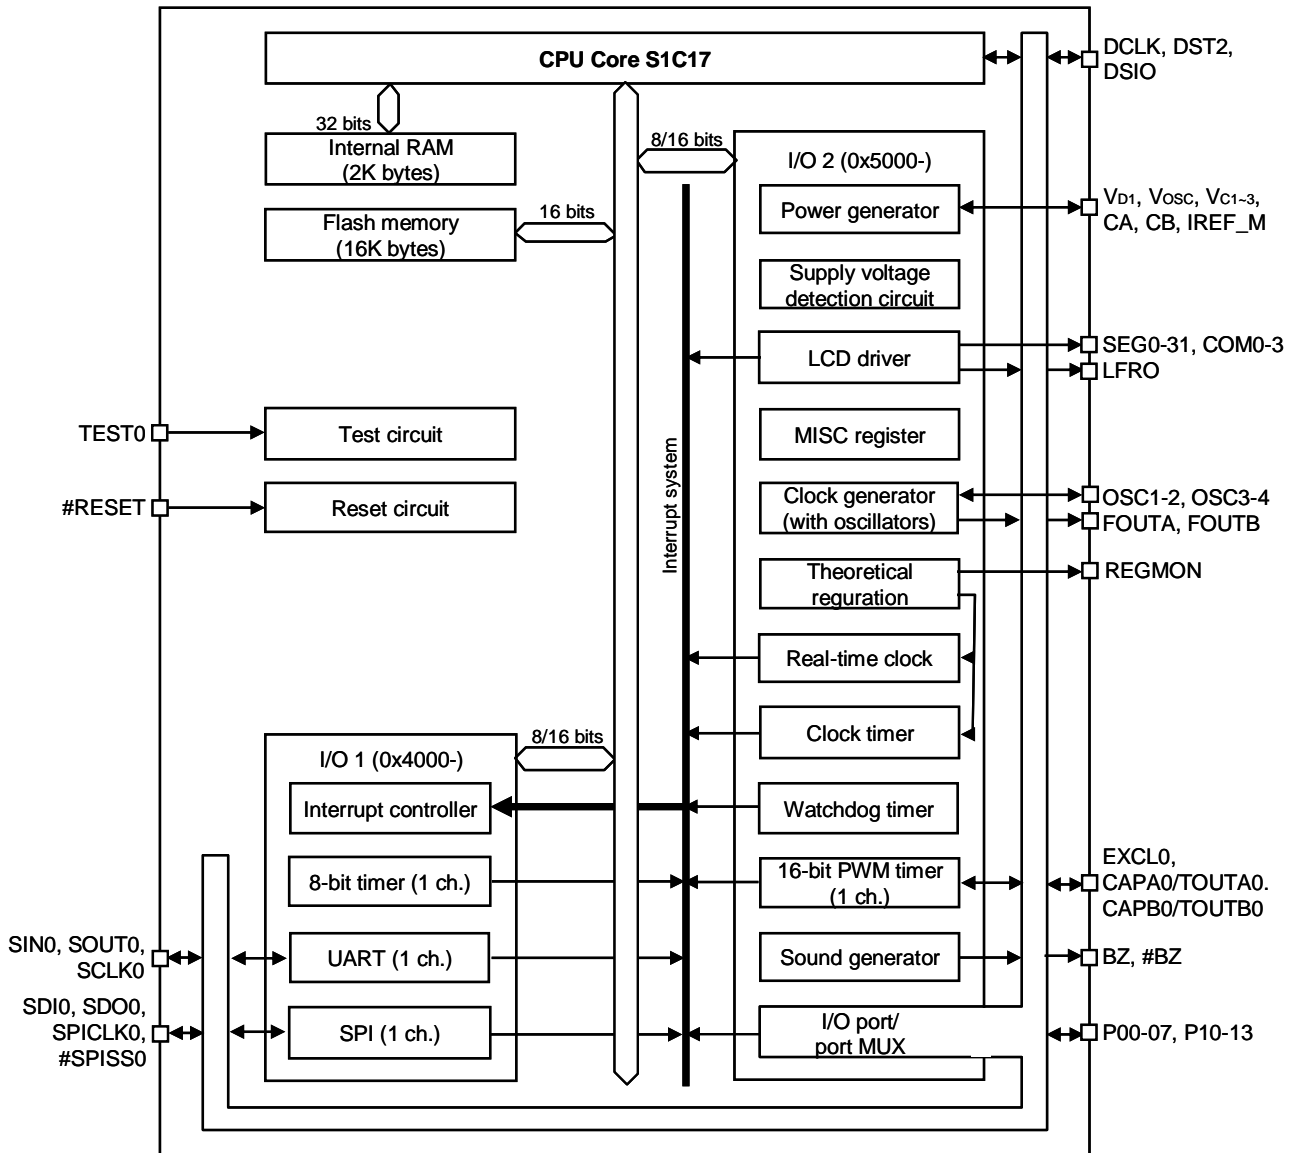 CPU Core S1C17
DCLK, DST2,
DSIO
32 bits
Internal RAM
(2K bytes)
8/16 bits
I/O 2 (0x5000-)
Flash memory
(16K bytes)
16 bits
Power generator
VD1, VOSC, VC1~3,
CA, CB, IREF_M
Supply voltage
detection circuit
LCD driver
SEG0-31, COM0-3
LFRO
TEST0
Test circuit
MISC register
Interrupt system
#RESET
Reset circuit
Clock generator
(with oscillators)
OSC1-2, OSC3-4
FOUTA, FOUTB
Theoretical
reguration
REGMON
Real-time clock
Clock timer
8/16 bits
I/O 1 (0x4000-)
Interrupt controller
Watchdog timer
8-bit timer (1 ch.)
16-bit PWM timer
(1 ch.)
EXCL0,
CAPA0/TOUTA0.
CAPB0/TOUTB0
SIN0, SOUT0,
SCLK0
UART (1 ch.)
Sound generator
BZ, #BZ
SDI0, SDO0,
SPICLK0,
#SPISS0
SPI (1 ch.)
I/O port/
port MUX
P00-07, P10-13